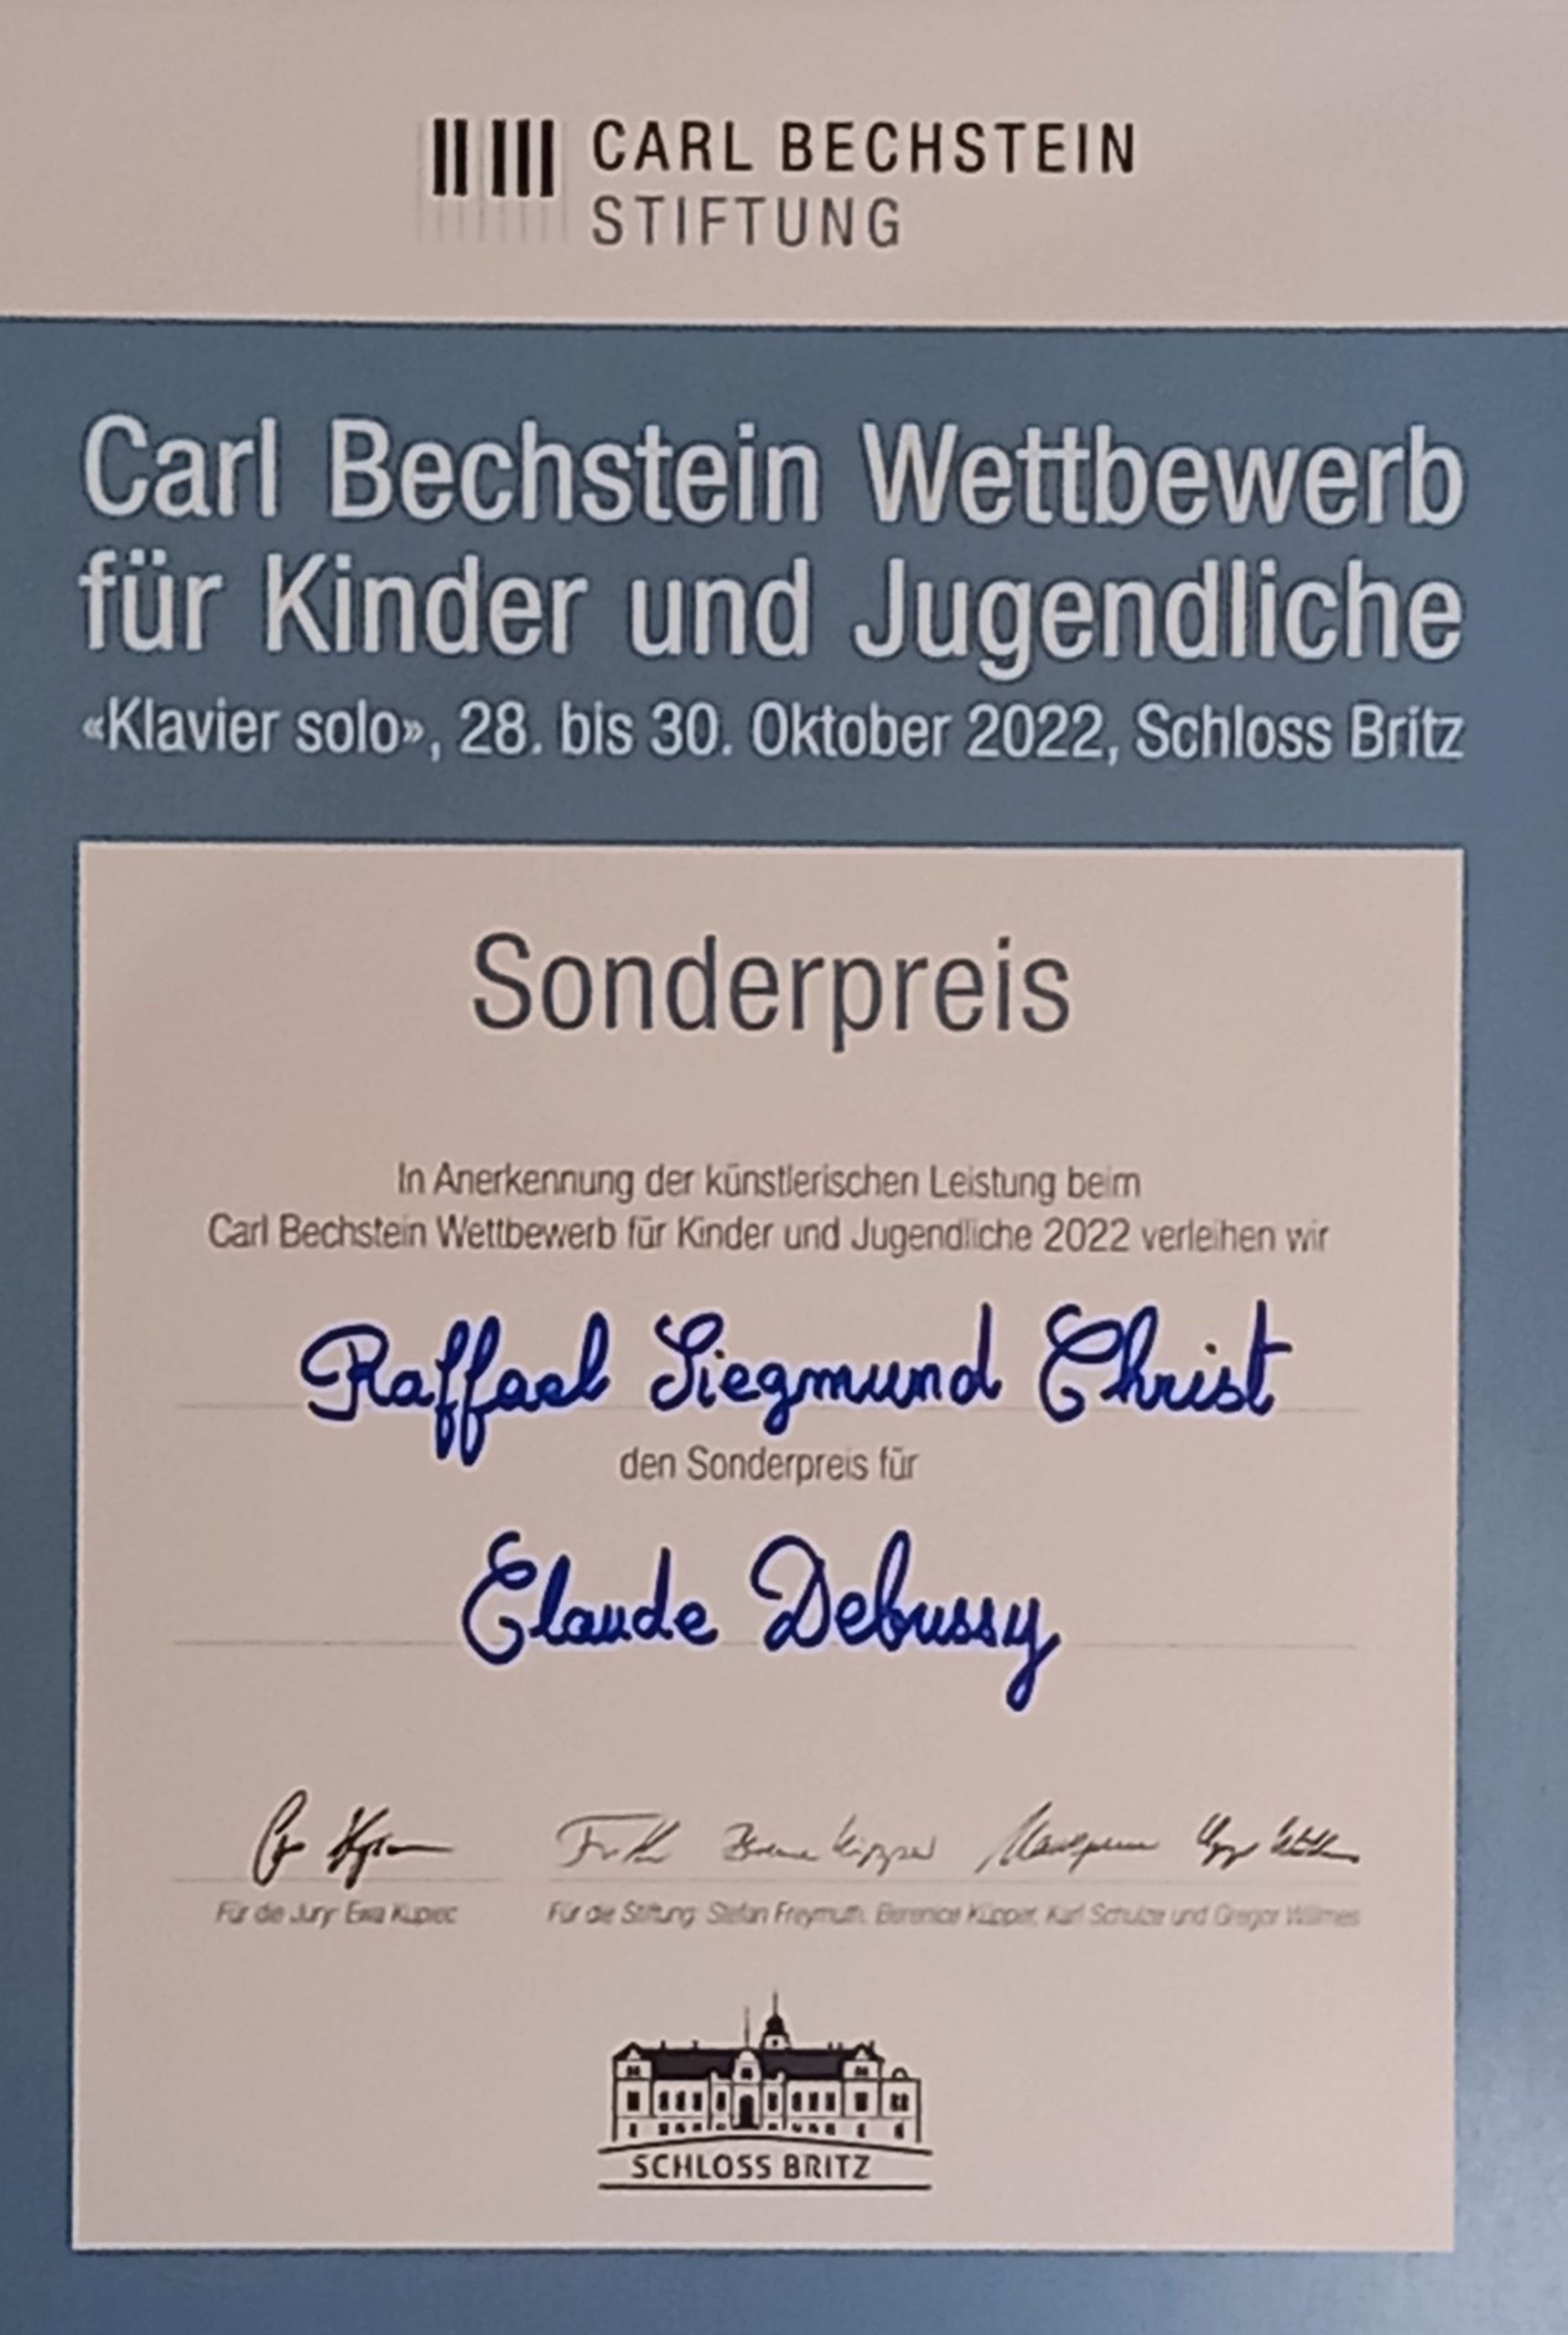 CARL BECHSTEIN
STIFTUNG
Carl Bechstein Wettbewerb
für Kinder und Jugendliche
«Klavier solo», 28. bis 30. Oktober 2022, Schloss Britz
Sonderpreis
In Anerkennung der künstlerischen Leistung beim
Carl Bechstein Wettbewerb für Kinder und Jugendliche 2022 verleihen wir
Raffael Siegmund Christ
den Sonderpreis für
Claude Debussy
Für die Jury: Ewa Kupiec
Für die Stiftung: Stefan Freymuth, Berenice Küpper, Karl Schulze und Gregor Willmes
SCHLOSS BRITZ